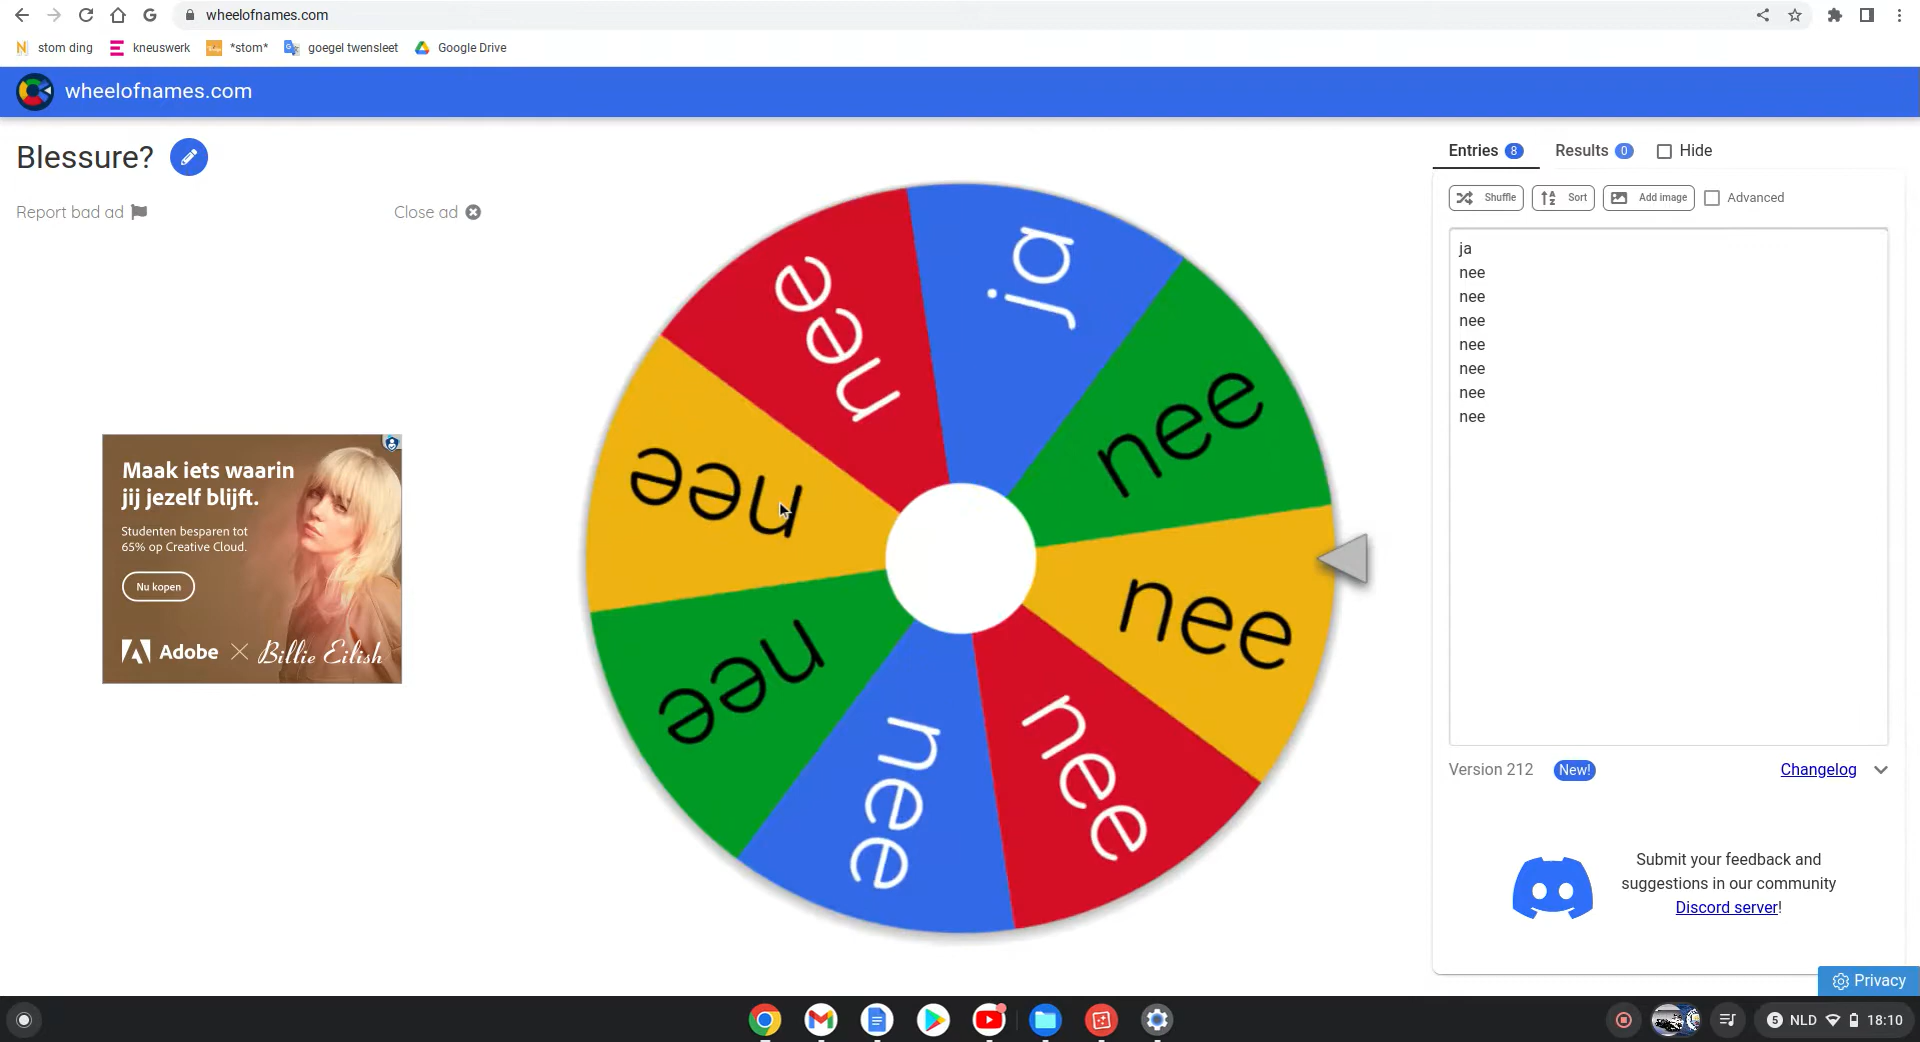 wheelofnames.com
stom ding
kneuswerk
*stom*
goegel twensleet
Google Drive
wheelofnames.com
Blessure?
Report bad ad
Close ad
Maak iets waarin
jij jezelf blijft.
Studenten besparen tot
65% op Creative Cloud.
Nu kopen
Adobe × Billie Eilish
ja
nee
nee
nee
nee
nee
nee
nee
Entries 8
Results 0
Hide
Shuffle
Sort
Add image
Advanced
ja
nee
nee
nee
nee
nee
nee
nee
Version 212 New!
Changelog
Submit your feedback and
suggestions in our community
Discord server!
Privacy
5 NLD 18:10